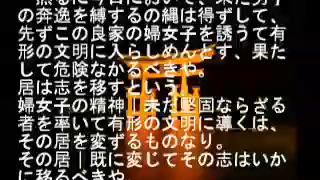 の奔逸を縛するの縄は得ずして、
先ずこの良家の婦女子を誘うて有
形の文明に入らしめんとす、果た
して危険なかるべきや。
居は志を移すという。
婦女子の精神｜未だ堅国ならざる
者を率いて有形の文明に導くは、
その居を変ずるものなり。
その居｜既に変じてその志はいか
に移るべきや